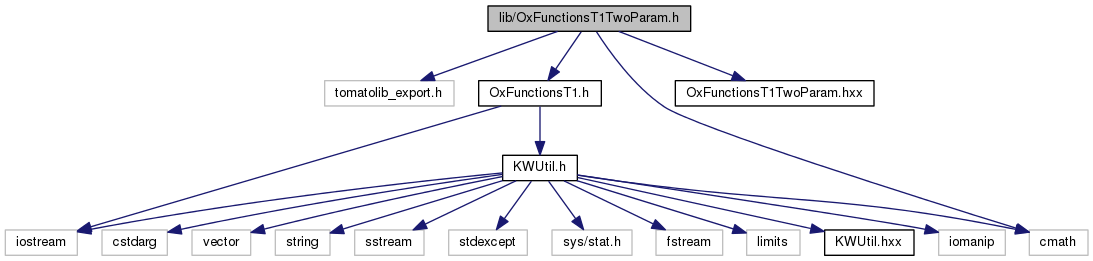 lib/OxFunctionsT1TwoParam.h
tomatolib_export.h
OxFunctionsT1.h
OxFunctionsT1TwoParam.hxx
KWUtil.h
iostream
cstdarg
vector
string
sstream
stdexcept
sys/stat.h
fstream
limits
KWUtil.hxx
iomanip
cmath